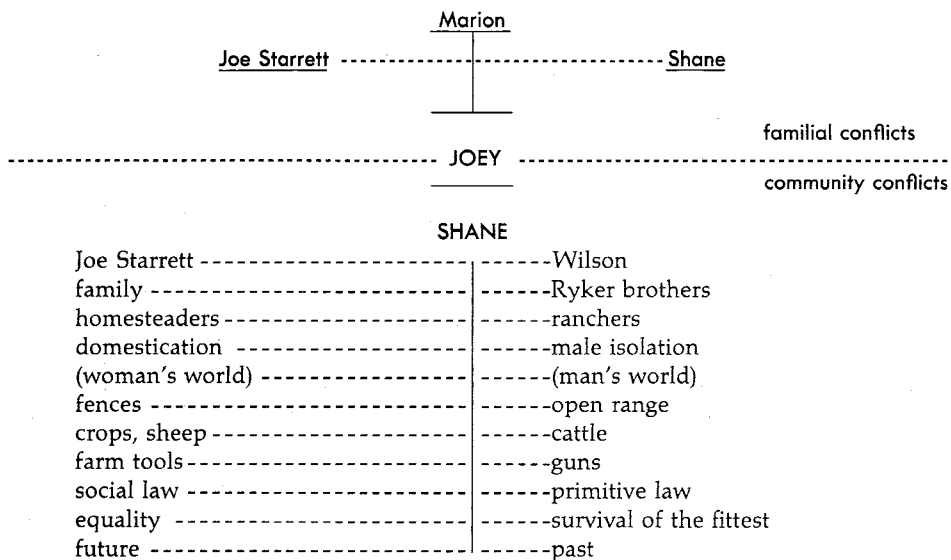 Marion
Joe Starrett Shane
familial conflicts
JOEY
community conflicts
SHANE
Joe Starrett Wilson
family Ryker brothers
homesteaders ranchers
domestication male isolation
(woman's world) (man's world)
fences open range
crops, sheep cattle
farm tools guns
social law primitive law
equality survival of the fittest
future past